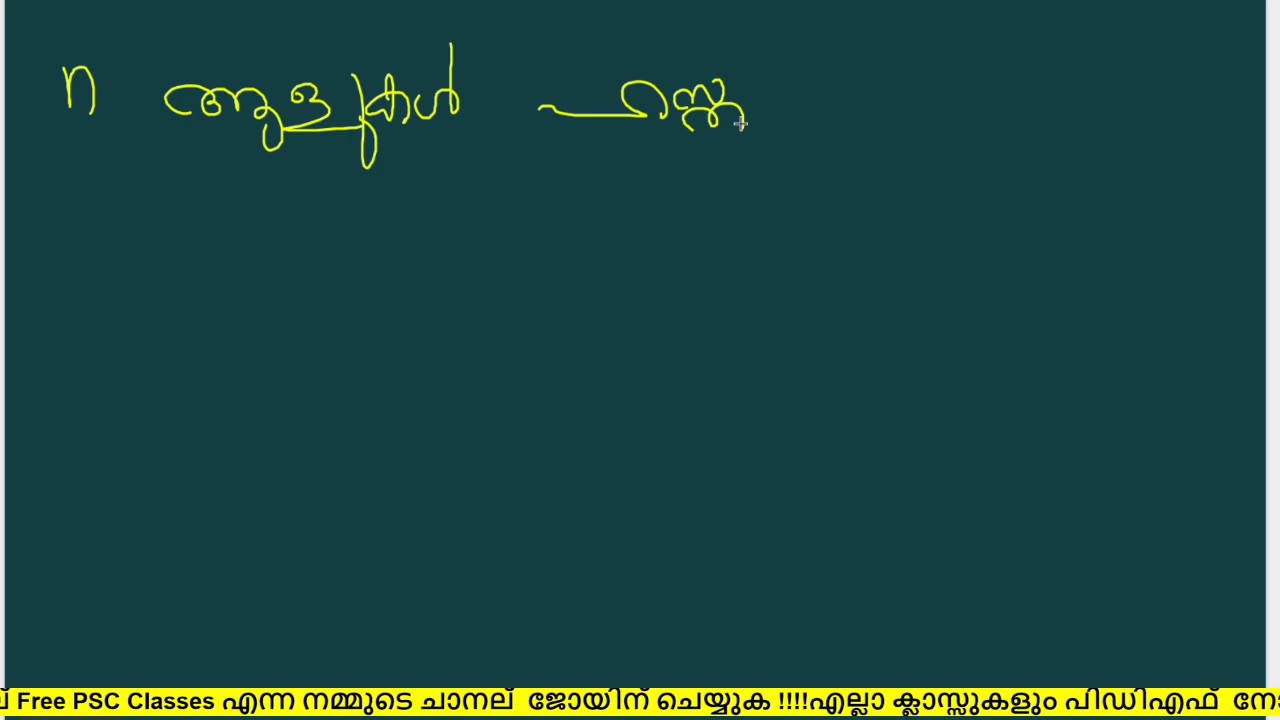 n ആളുകൾ
ല് Free PSC Classes എന്ന നമ്മുടെ ചാനല് ജോയിന് ചെയ്യുക !!!!എല്ലാ ക്ലാസ്സുകളും പിഡിഎഫ് നോ